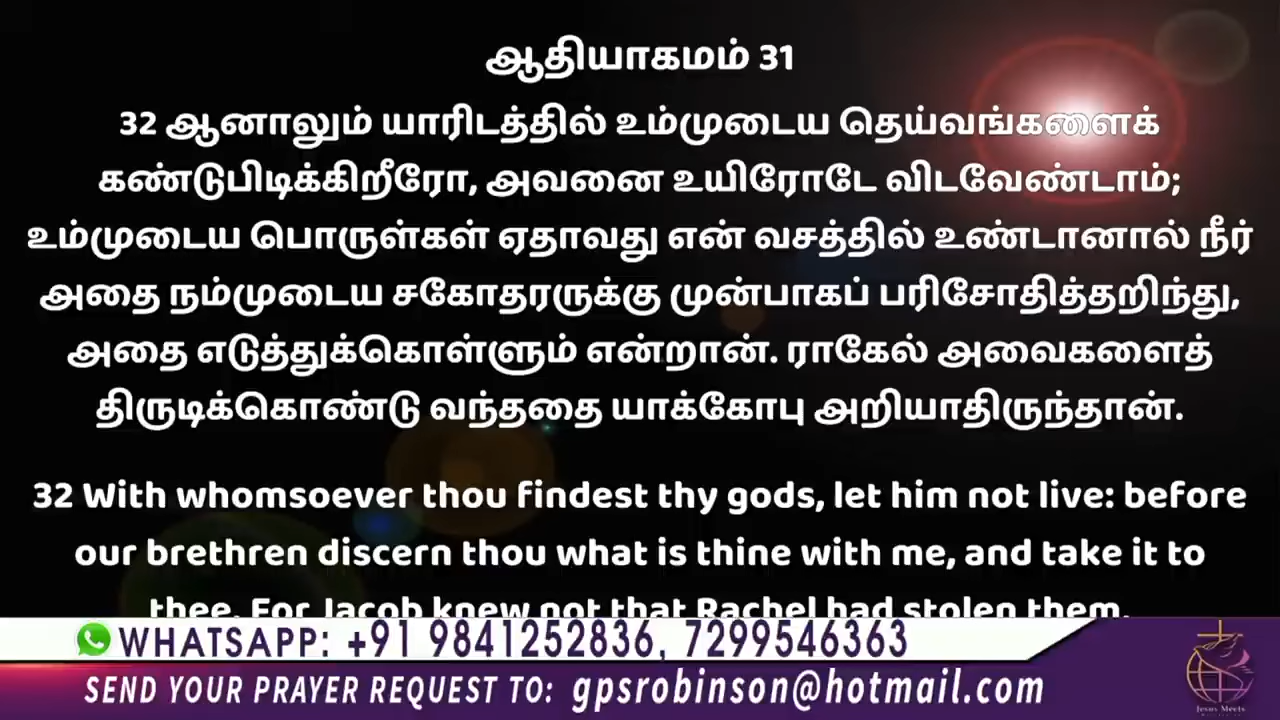 ஆதியாகமம் 31
32 ஆனாலும் யாரிடத்தில் உம்முடைய தெய்வங்களைக்
கண்டுபிடிக்கிறீரோ, அவனை உயிரோடே விடவேண்டாம்;
உம்முடைய பொருள்கள் ஏதாவது என் வசத்தில் உண்டானால் நீர்
அதை நம்முடைய சகோதரருக்கு முன்பாகப் பரிசோதித்தறிந்து,
அதை எடுத்துக்கொள்ளும் என்றான். ராகேல் அவைகளைத்
திருடிக்கொண்டு வந்ததை யாக்கோபு அறியாதிருந்தான்.
32 With whomsoever thou findest thy gods, let him not live: before
our brethren discern thou what is thine with me, and take it to
thee. For Jacob knew not that Rachel had stolen them.
WHATSAPP: +91 9841252836, 7299546363
SEND YOUR PRAYER REQUEST TO: gpsrobinson@hotmail.com
Jesus Meets